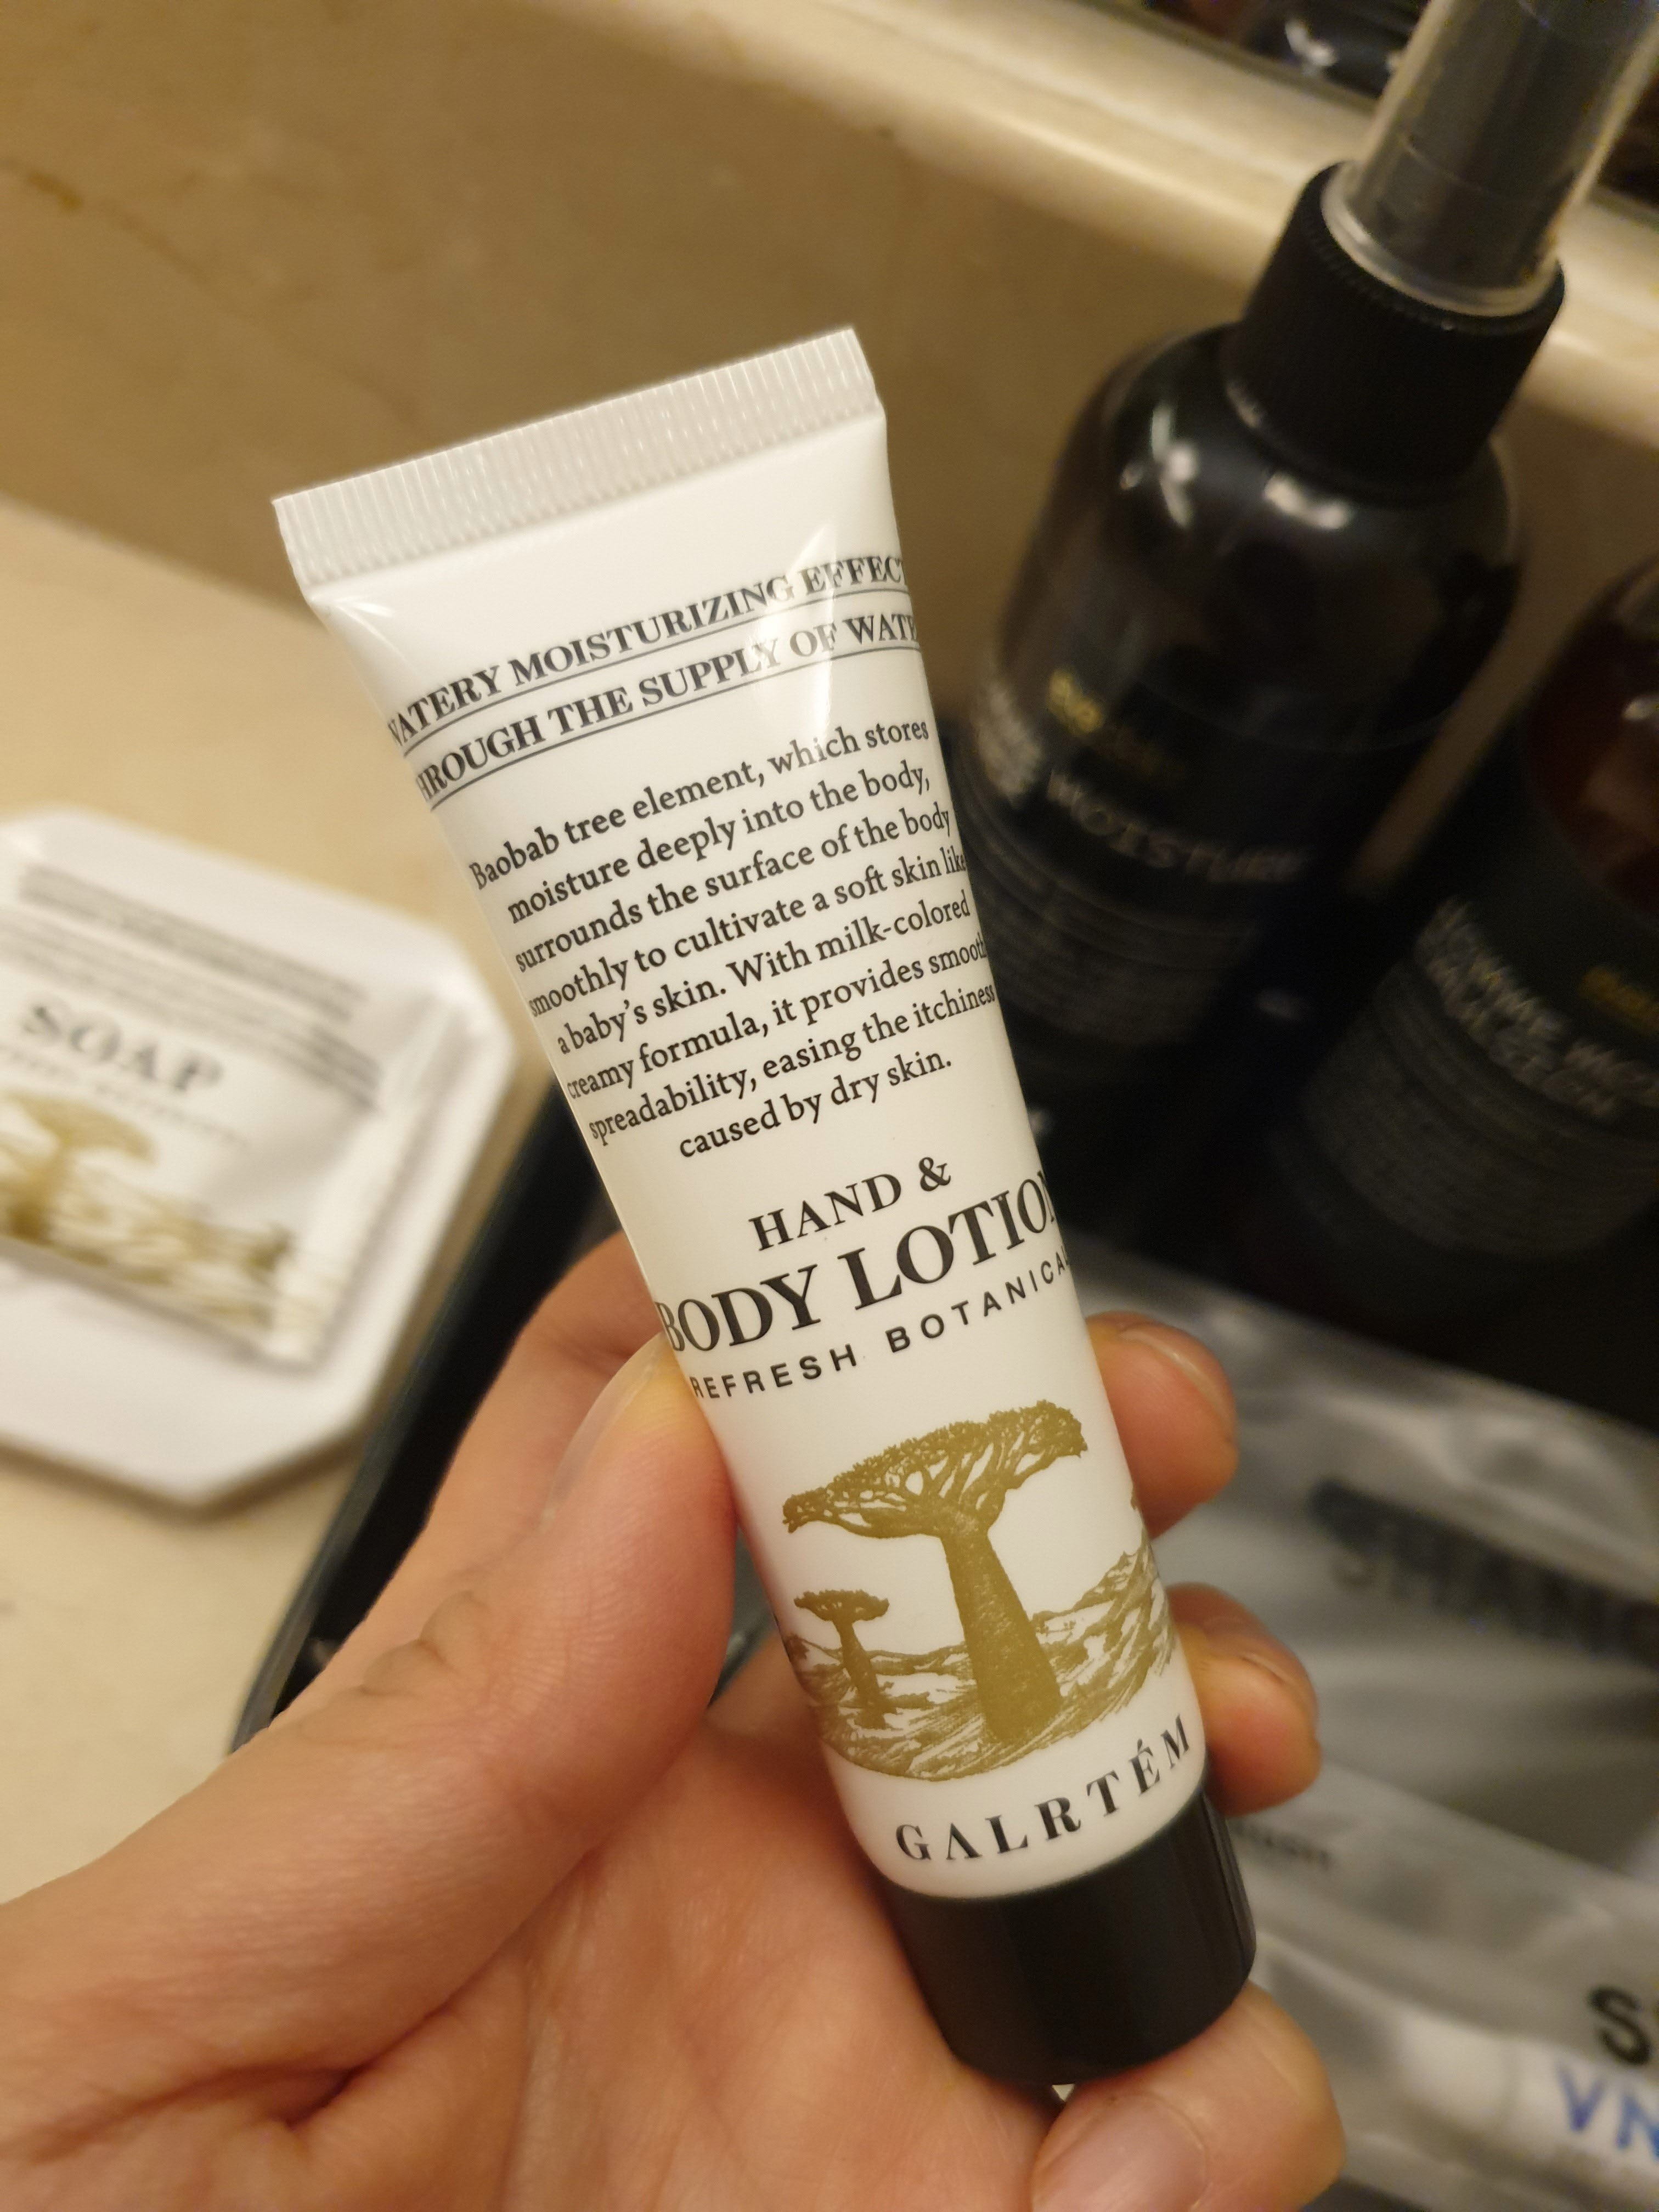 WATERY MOISTURIZING EFFECT
THROUGH THE SUPPLY OF WATE
Baobab tree element, which stores
moisture deeply into the body,
surrounds the surface of the body
smoothly to cultivate a soft skin like
a baby's skin. With milk-colored
creamy formula, it provides smooth
spreadability, easing the itchiness
caused by dry skin.
HAND &
BODY LOTION
REFRESH BOTANICAL
GALRTÉM
SOAP
MOISTURE
VN